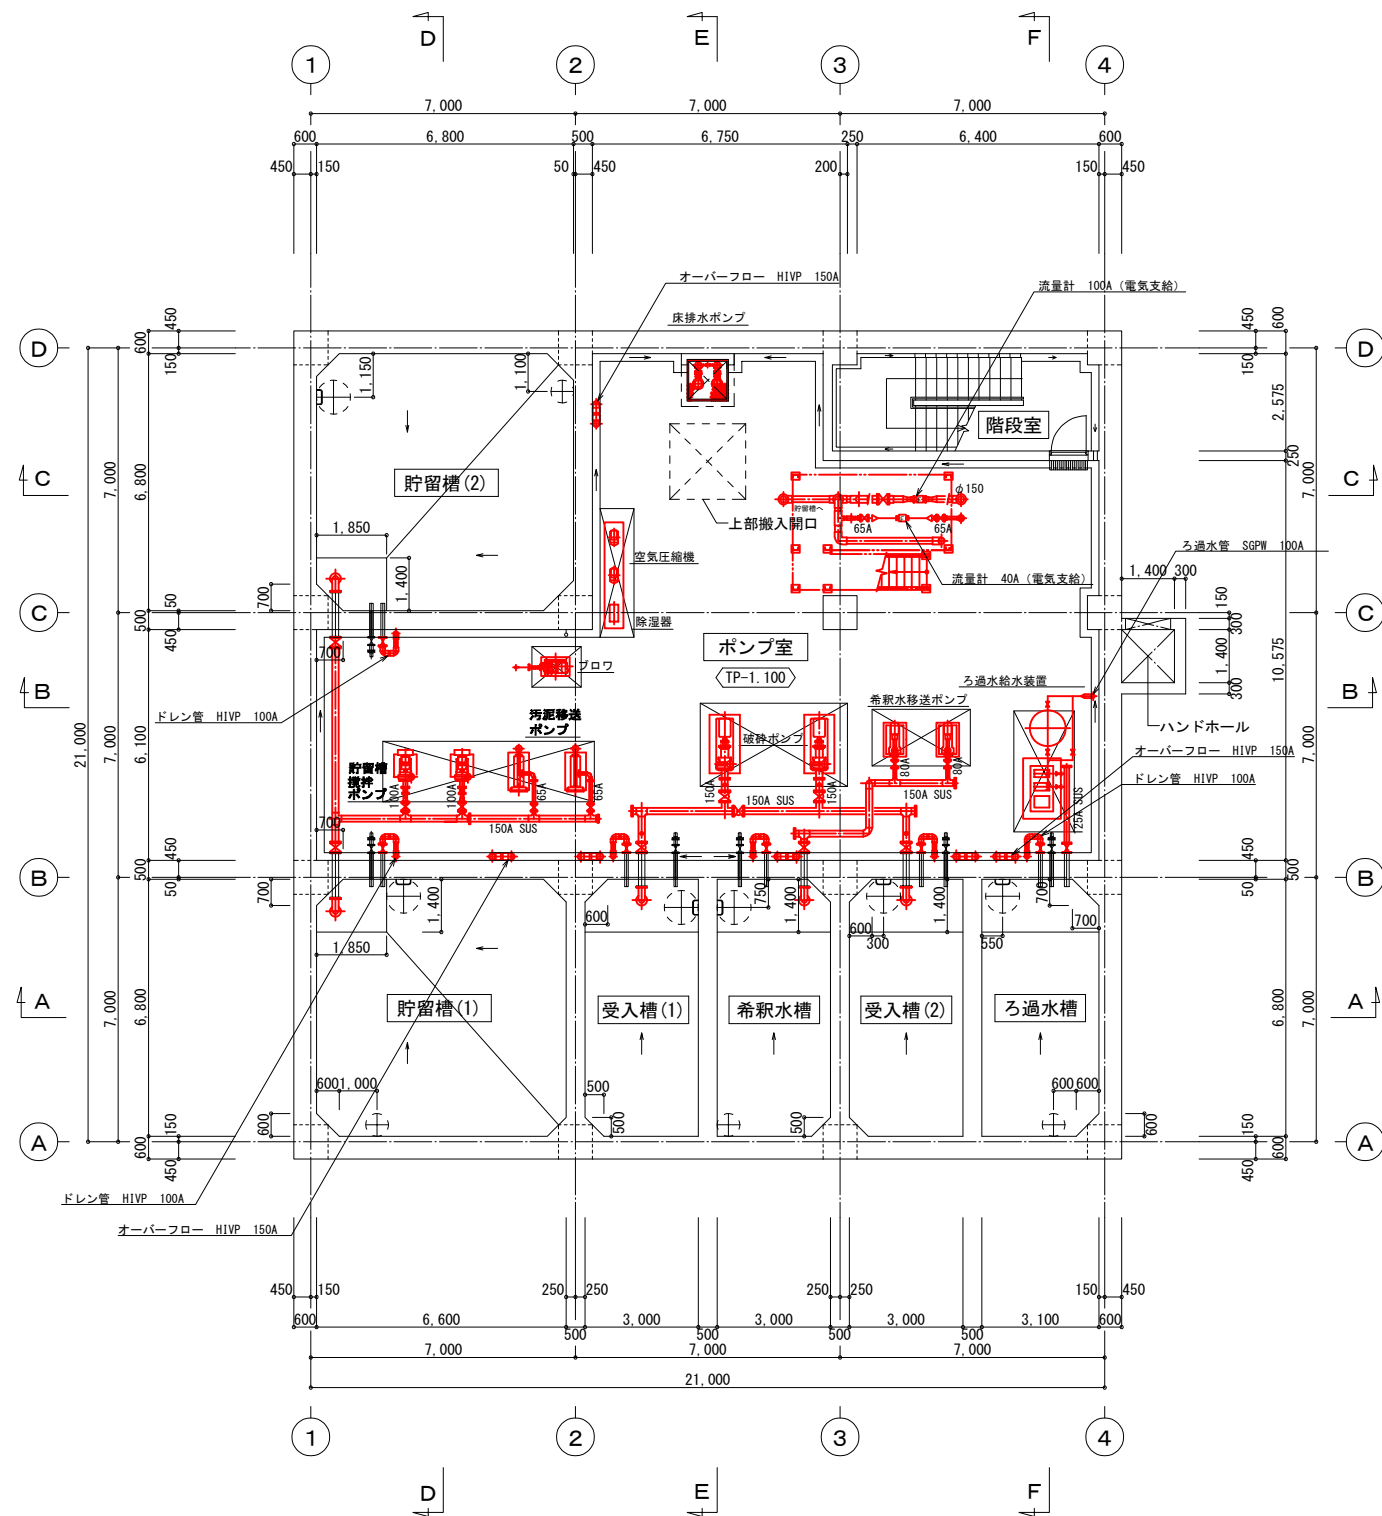 D E F
1 2 3 4
7,000 7,000 7,000
600 6,800 500 6,750 250 6,400 600
450 150 50 450 200 150 450
オーバーフロー HIVP 150A
流量計 100A (電気支給)
床排水ポンプ
D 600 450 150
450 600 150 D
1,150 1,100
階段室
2,575
250
C 7,000 6,800
貯留槽(2)
C 7,000
φ150
貯留槽へ
65A 65A
上部搬入開口
1,850
空気圧縮機
流量計 40A (電気支給)
ろ過水管 SGPW 100A
1,400 300
700 1,400
除湿器
C 50 500 450
150 300 1,400 300 10,575 C
700
ポンプ室
TP-1.100
ブロワ
ろ過水給水装置
希釈水移送ポンプ
B
B
ドレン管 HIVP 100A
汚泥移送
ポンプ
破砕ポンプ
ハンドホール
オーバーフロー HIVP 150A
ドレン管 HIVP 100A
21,000 7,000 6,100
7,000
貯留槽
撹拌
ポンプ
100A 100A 65A 65A
150A 150A 80A 80A
150A SUS
150A SUS
150A SUS
125A SUS
700
B 450 500 50
450 500 50 B
700 1,400 600 750 1,400 600 300 1,400 550 700 700
1,850
A 7,000 6,800
貯留槽(1)
受入槽(1)
希釈水槽
受入槽(2)
ろ過水槽
6,800 7,000 A
600 1,000 500 600 600
600 500 500 600
A 150 600 450
150 600 450 A
ドレン管 HIVP 100A
オーバーフロー HIVP 150A
450 150 250 250 250 250 150 450
600 6,600 500 3,000 500 3,000 500 3,000 500 3,100 600
7,000 7,000 7,000
21,000
1 2 3 4
D E F